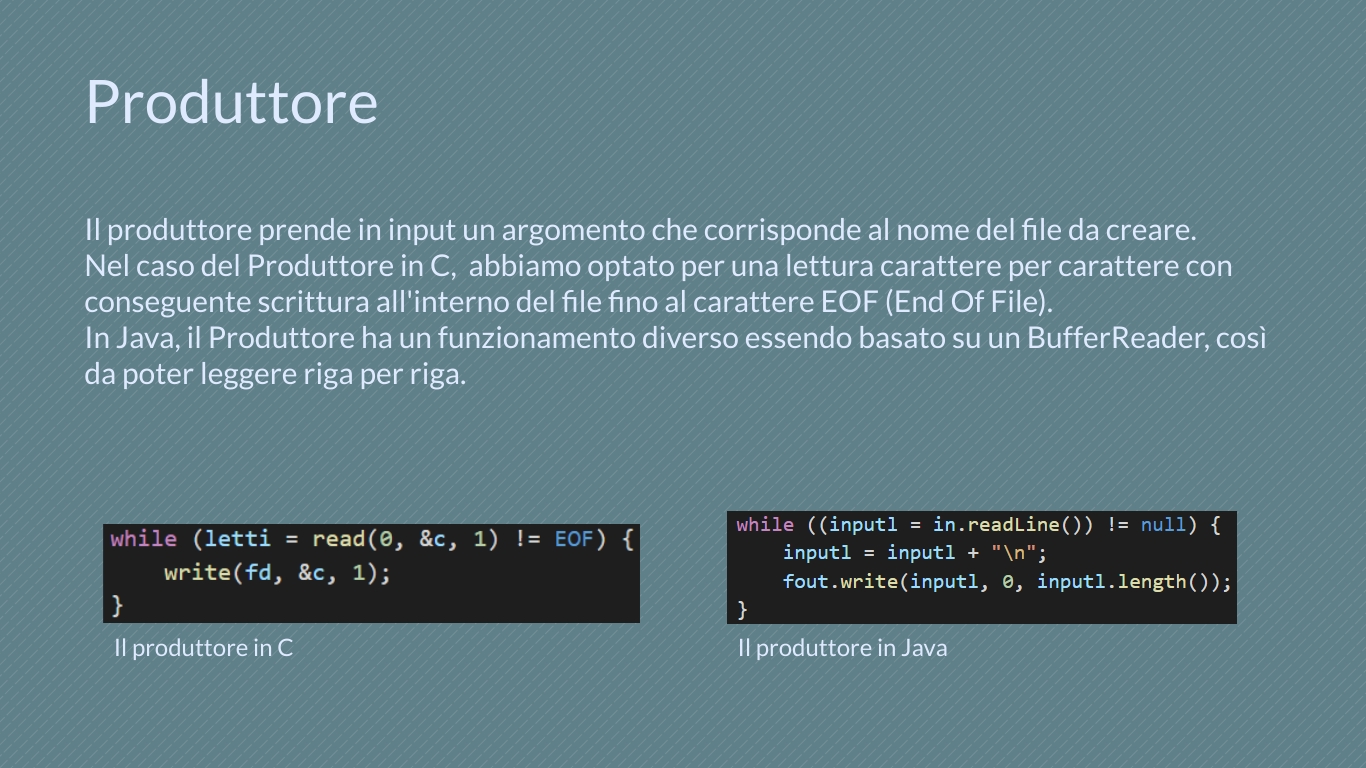 Produttore
Il produttore prende in input un argomento che corrisponde al nome del file da creare.
Nel caso del Produttore in C,  abbiamo optato per una lettura carattere per carattere con
conseguente scrittura all'interno del file fino al carattere EOF (End Of File).
In Java, il Produttore ha un funzionamento diverso essendo basato su un BufferReader, così
da poter leggere riga per riga.
while (letti = read(0, &c, 1) != EOF) {
    write(fd, &c, 1);
}
Il produttore in C
while ((inputl = in.readLine()) != null) {
    inputl = inputl + "\n";
    fout.write(inputl, 0, inputl.length());
}
Il produttore in Java